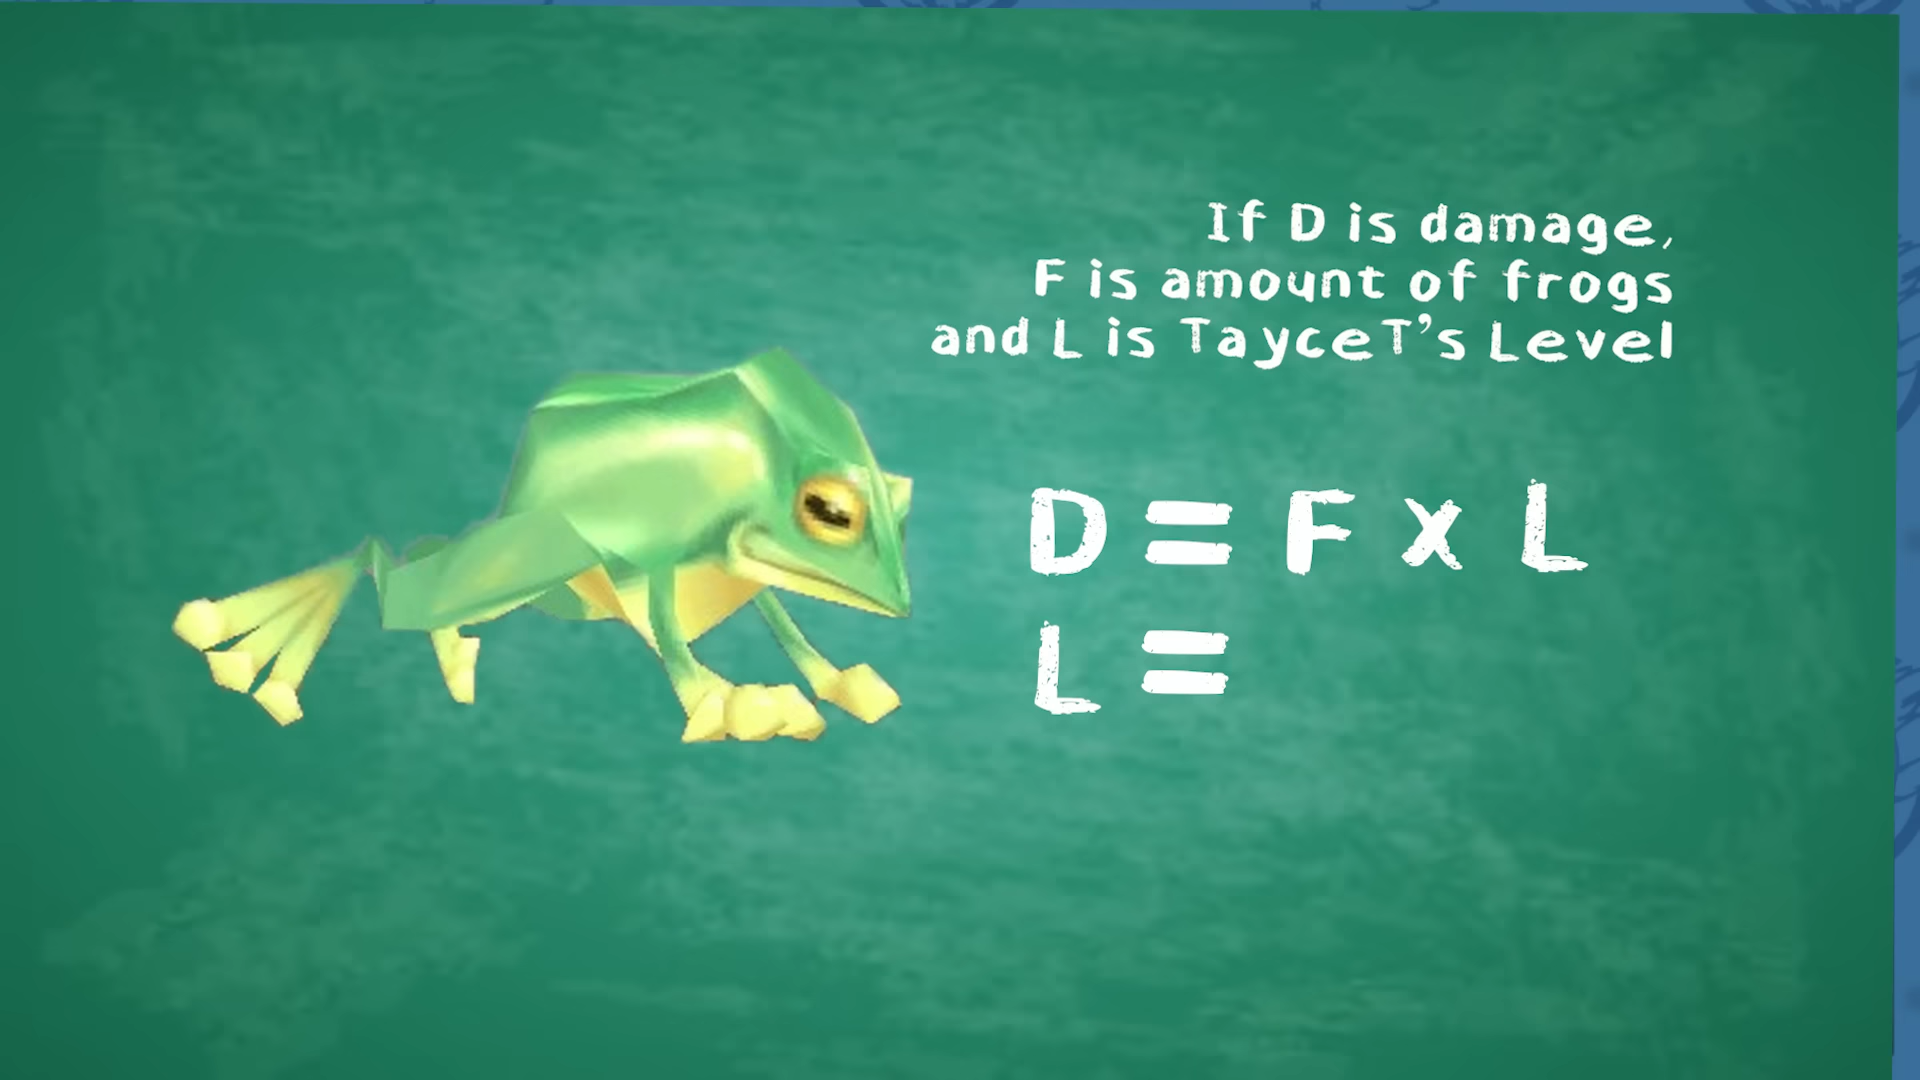 If D is damage,
F is amount of frogs
and L is TayceT's Level
D = F x L
L =